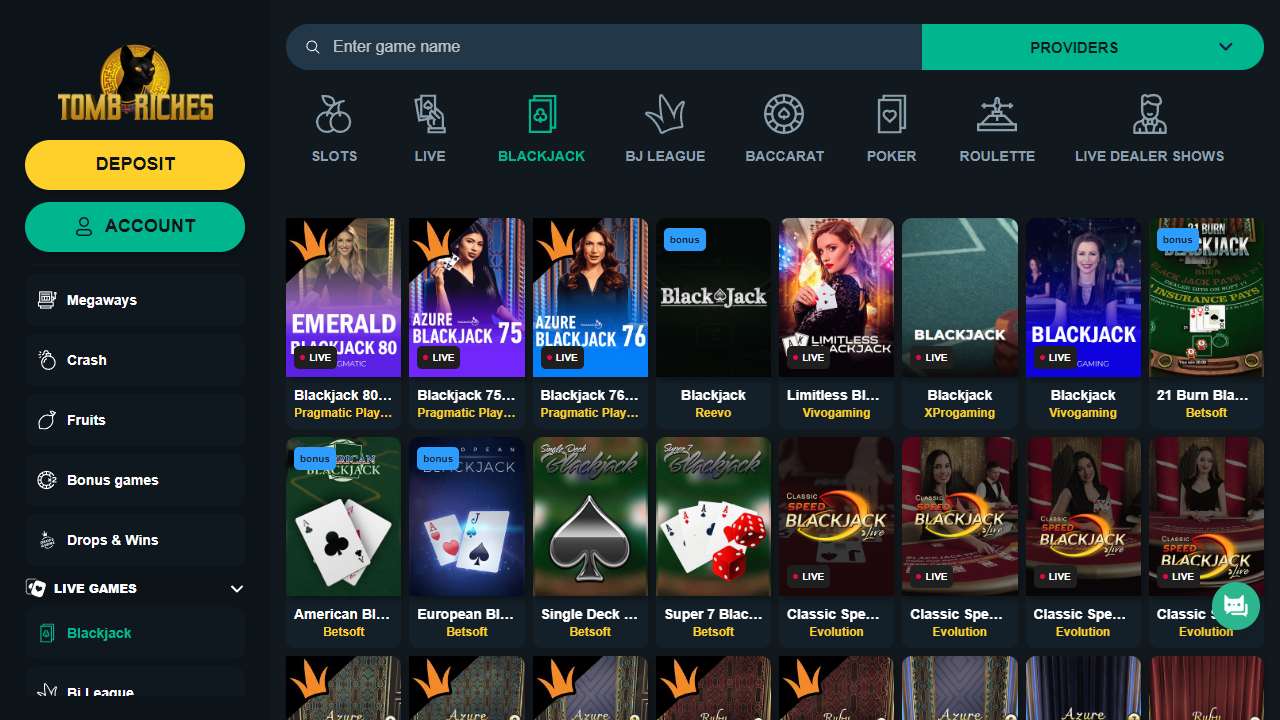 TOMB RICHES
DEPOSIT
ACCOUNT
Megaways
Crash
Fruits
Bonus games
Drops & Wins
LIVE GAMES
Blackjack
Bj League
Enter game name
PROVIDERS
SLOTS
LIVE
BLACKJACK
BJ LEAGUE
BACCARAT
POKER
ROULETTE
LIVE DEALER SHOWS
EMERALD
BLACKJACK 80
LIVE
Blackjack 80...
Pragmatic Play...
AZURE
BLACKJACK 75
LIVE
Blackjack 75...
Pragmatic Play...
AZURE
BLACKJACK 76
LIVE
Blackjack 76...
Pragmatic Play...
bonus
BlackJack
Blackjack
Reevo
LIMITLESS
LIVE
Limitless Bl...
Vivogaming
BLACKJACK
LIVE
Blackjack
XProgaming
BLACKJACK
LIVE
GAMING
Blackjack
Vivogaming
21 BURN
BLACKJACK
bonus
INSURANCE PAYS
21 Burn Bla...
Betsoft
bonus
BLACKJACK
American Bl...
Betsoft
bonus
BLACKJACK
European Bl...
Betsoft
Single Deck
Blackjack
Single Deck ...
Betsoft
Super 7
Blackjack
Super 7 Blac...
Betsoft
CLASSIC
SPEED
BLACKJACK
Live
LIVE
Classic Spe...
Evolution
CLASSIC
SPEED
BLACKJACK
Live
LIVE
Classic Spe...
Evolution
CLASSIC
SPEED
BLACKJACK
Live
LIVE
Classic Spe...
Evolution
CLASSIC
SPEED
BLACKJACK
Live
LIVE
Classic
Evolution
Azure
Azure
Azure
Ruby
Ruby
Azure
Azure
Ruby